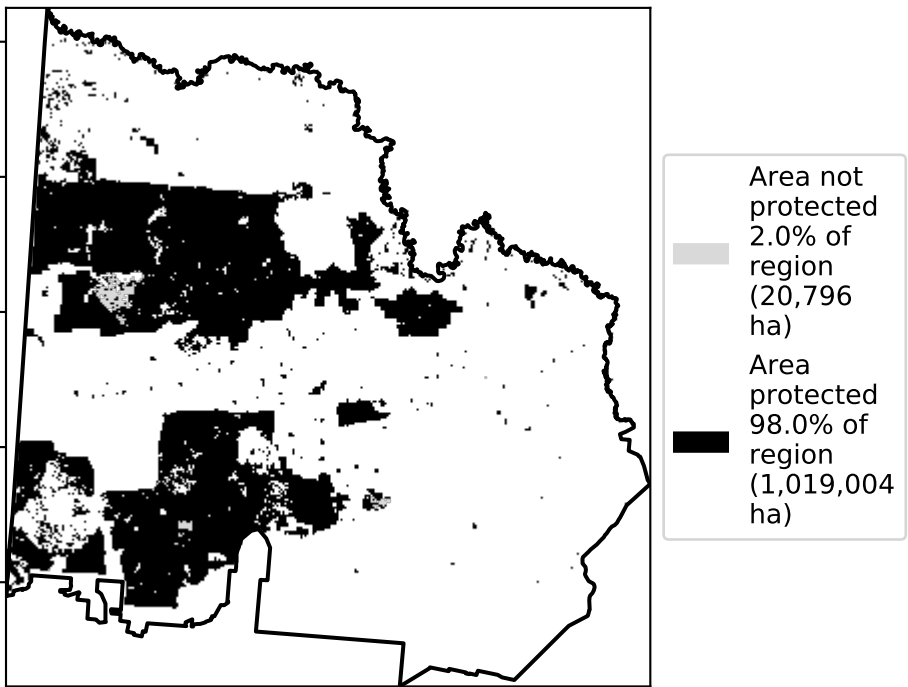 Area not
protected
2.0% of
region
(20,796
ha)
Area
protected
98.0% of
region
(1,019,004
ha)